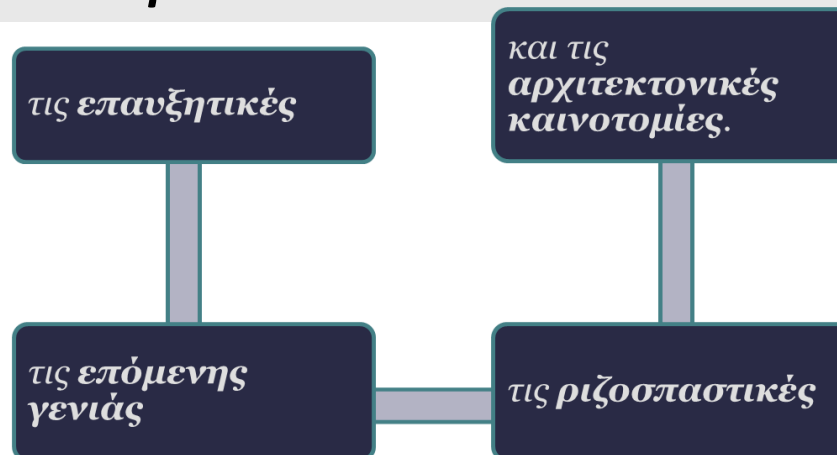 τις επαυξητικές
τις επόμενης
γενιάς
τις ριζοσπαστικές
και τις
αρχιτεκτονικές
καινοτομίες.